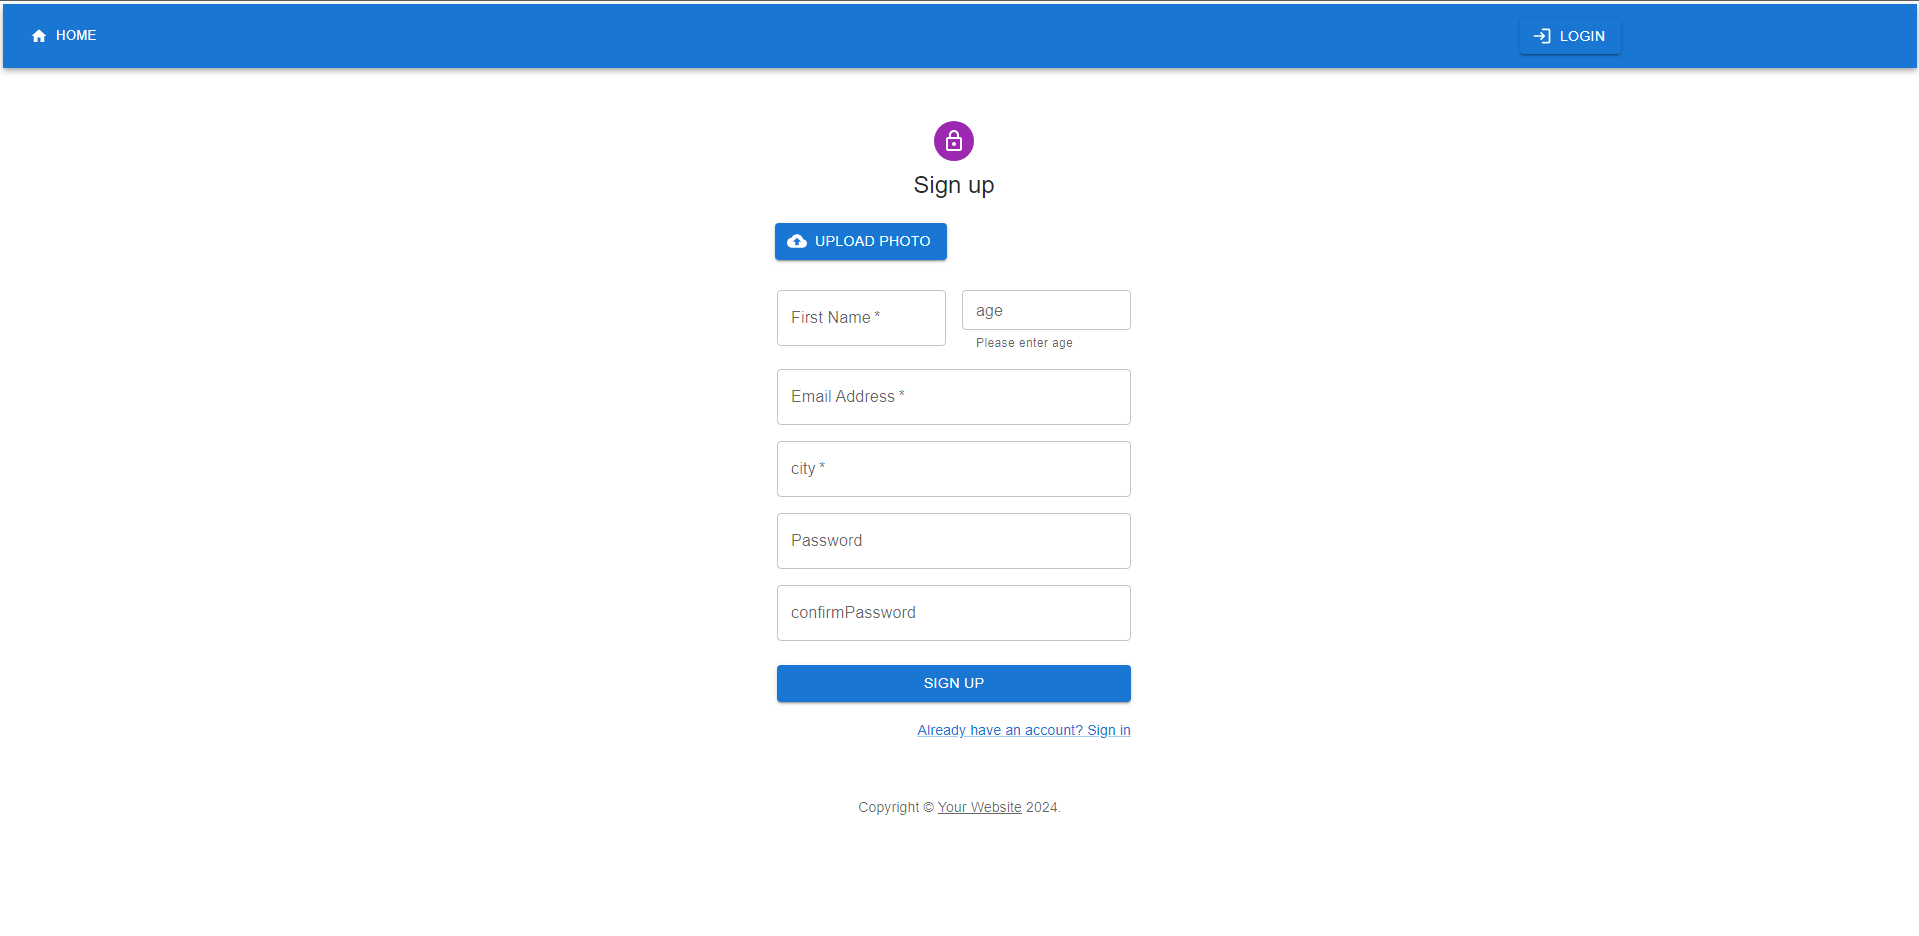 HOME
LOGIN
Sign up
UPLOAD PHOTO
First Name *
age
Please enter age
Email Address *
city *
Password
confirmPassword
SIGN UP
Already have an account? Sign in
Copyright © Your Website 2024.